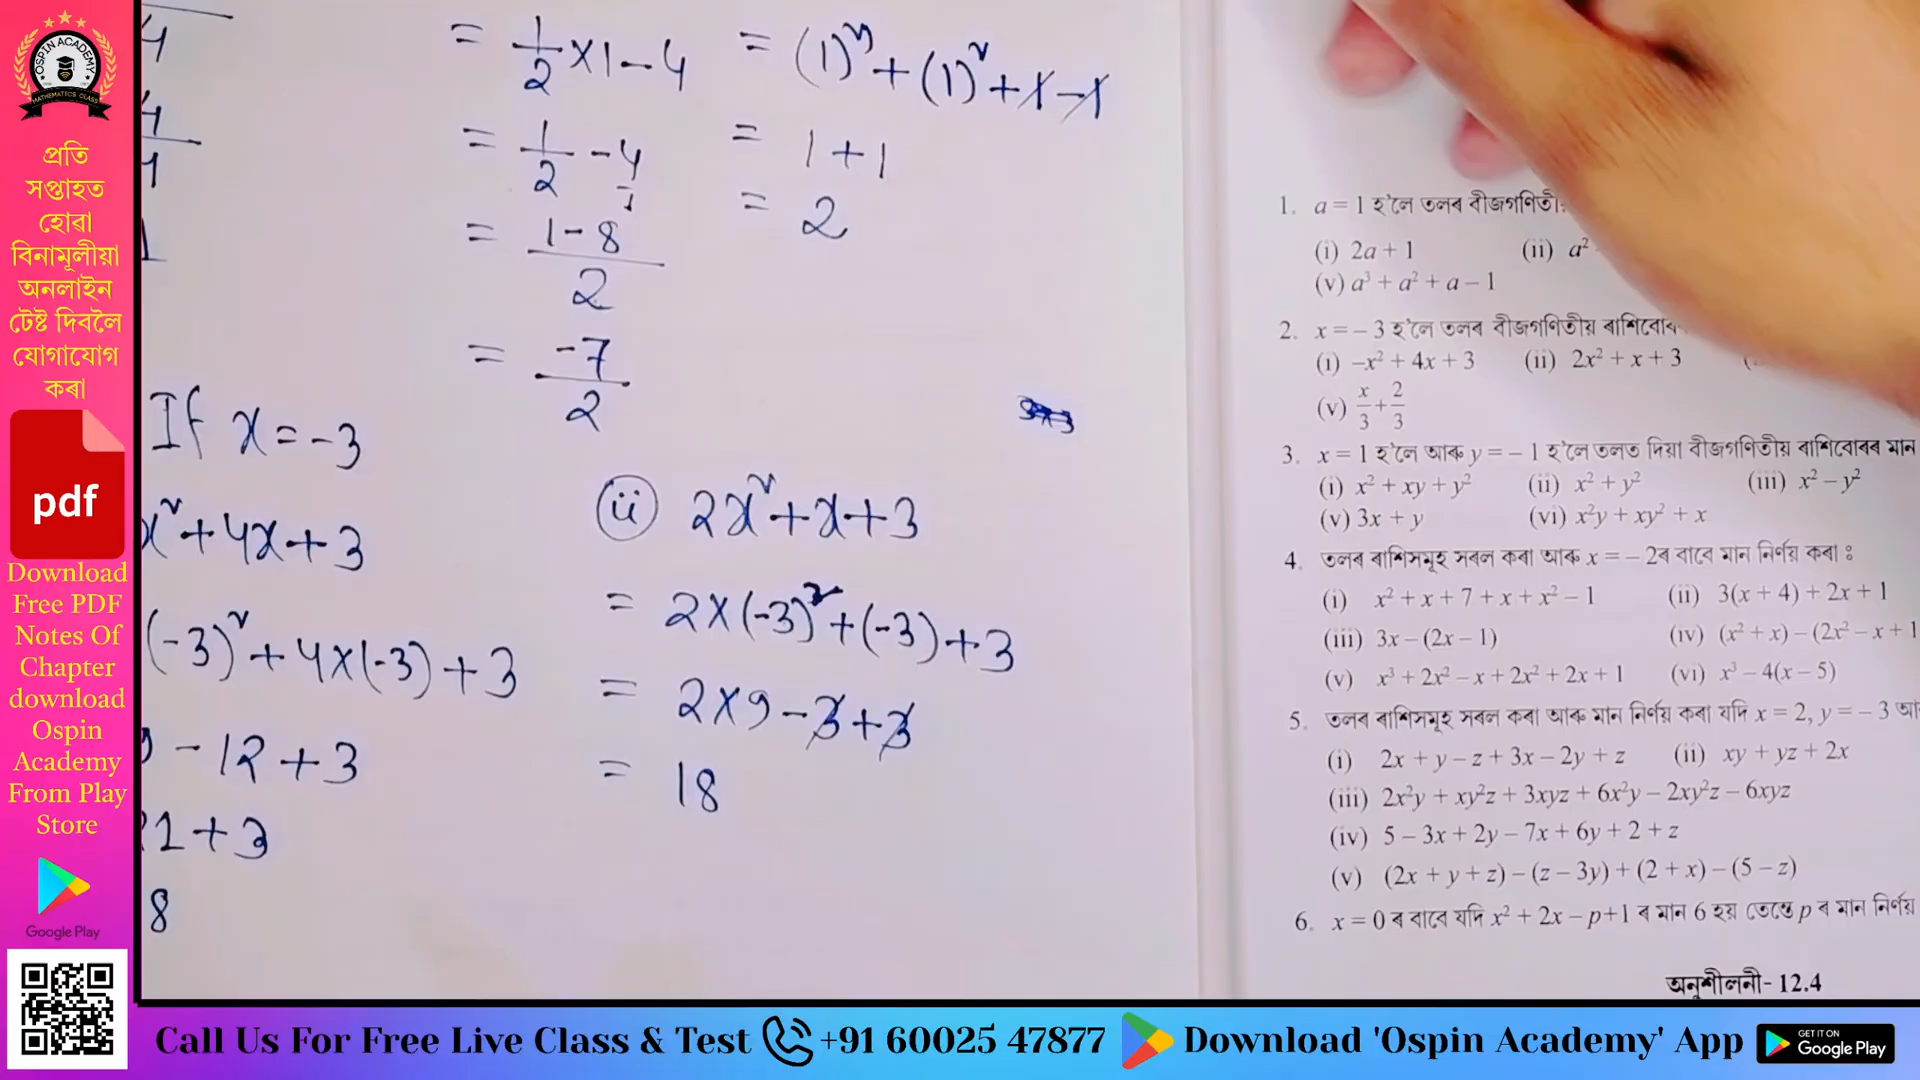 OSPIN ACADEMY
MATHEMATICS CLASS
প্ৰতি
সপ্তাহত
হোৱা
বিনামূলীয়া
অনলাইন
টেষ্ট দিবলৈ
যোগাযোগ
কৰা
pdf
Download
Free PDF
Notes Of
Chapter
download
Ospin
Academy
From Play
Store
Google Play
4
4
4
1
If x = -3
x² + 4x + 3
(-3)² + 4×(-3) + 3
9 - 12 + 3
21 + 3
8
= 1/2 × 1 - 4
= 1/2 - 4/1
= 1-8/2
= -7/2
= (1)³ + (1)² + 1 - 1
= 1 + 1
= 2
(ii) 2x² + x + 3
= 2×(-3)² + (-3) + 3
= 2×9 - 3 + 3
= 18
1. a = 1 হ'লে তলৰ বীজগণিতীয়
(i) 2a + 1 (ii) a²
(v) a³ + a² + a – 1
2. x = – 3 হ'লে তলৰ বীজগণিতীয় ৰাশিবোৰ
(i) –x² + 4x + 3 (ii) 2x² + x + 3
(v) x/3 + 2/3
3. x = 1 হ'লে আৰু y = – 1 হ'লে তলত দিয়া বীজগণিতীয় ৰাশিবোৰৰ মান
(i) x² + xy + y² (ii) x² + y² (iii) x² – y²
(v) 3x + y (vi) x²y + xy² + x
4. তলৰ ৰাশিসমূহ সৰল কৰা আৰু x = – 2ৰ বাবে মান নিৰ্ণয় কৰা :
(i) x² + x + 7 + x + x² – 1 (ii) 3(x + 4) + 2x + 1
(iii) 3x – (2x – 1) (iv) (x² + x) – (2x² – x + 1
(v) x³ + 2x² – x + 2x² + 2x + 1 (vi) x³ – 4(x – 5)
5. তলৰ ৰাশিসমূহ সৰল কৰা আৰু মান নিৰ্ণয় কৰা যদি x = 2, y = – 3 আ
(i) 2x + y – z + 3x – 2y + z (ii) xy + yz + 2x
(iii) 2x²y + xy²z + 3xyz + 6x²y – 2xy²z – 6xyz
(iv) 5 – 3x + 2y – 7x + 6y + 2 + z
(v) (2x + y + z) – (z – 3y) + (2 + x) – (5 – z)
6. x = 0 ৰ বাবে যদি x² + 2x – p+1 ৰ মান 6 হয় তেন্তে p ৰ মান নিৰ্ণয়
অনুশীলনী- 12.4
Call Us For Free Live Class & Test +91 60025 47877 Download 'Ospin Academy' App
GET IT ON
Google Play